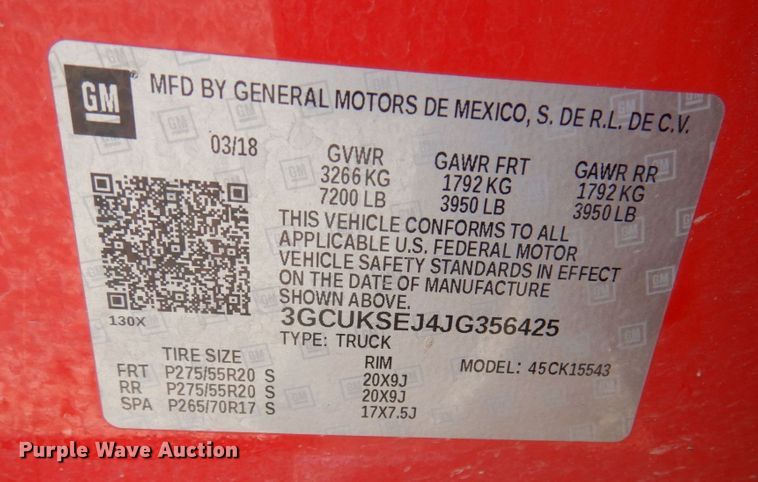 GM
MFD BY GENERAL MOTORS DE MEXICO, S. DE R.L. DE C.V.
03/18 GVWR GAWR FRT GAWR RR
3266 KG 1792 KG 1792 KG
7200 LB 3950 LB 3950 LB
THIS VEHICLE CONFORMS TO ALL
APPLICABLE U.S. FEDERAL MOTOR
VEHICLE SAFETY STANDARDS IN EFFECT
ON THE DATE OF MANUFACTURE
SHOWN ABOVE.
130X
3GCUKSEJ4JG356425
TYPE: TRUCK
TIRE SIZE RIM MODEL: 45CK15543
FRT P275/55R20 S 20X9J
RR P275/55R20 S 20X9J
SPA P265/70R17 S 17X7.5J
Purple Wave Auction